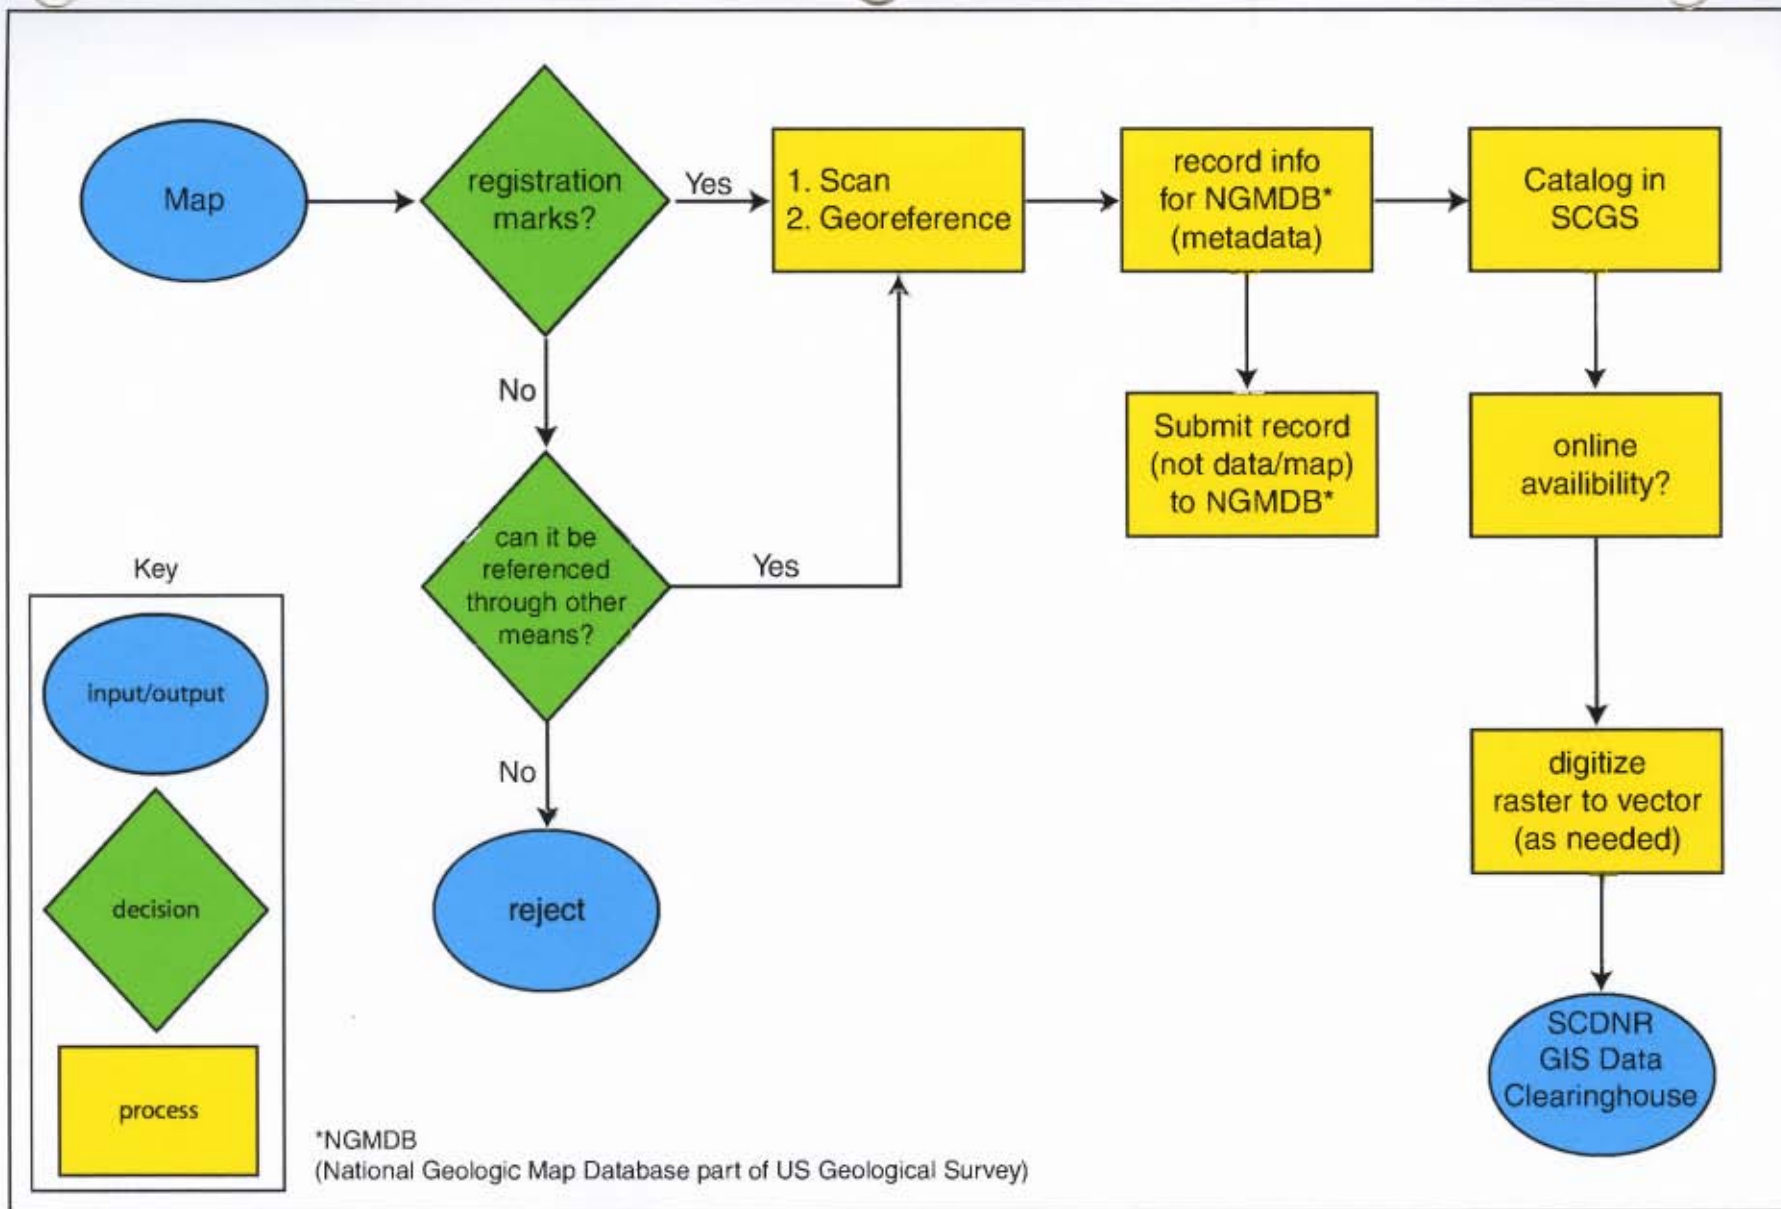 Map
registration
marks?
Yes
1. Scan
2. Georeference
record info
for NGMDB*
(metadata)
Catalog in
SCGS
No
can it be
referenced
through other
means?
Yes
Submit record
(not data/map)
to NGMDB*
online
availibility?
No
reject
digitize
raster to vector
(as needed)
SCDNR
GIS Data
Clearinghouse
Key
input/output
decision
process
*NGMDB
(National Geologic Map Database part of US Geological Survey)